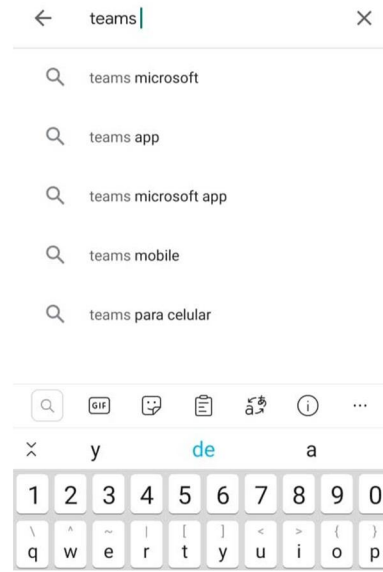 teams
teams microsoft
teams app
teams microsoft app
teams mobile
teams para celular
GIF
あ
a
i
...
y de a
1 2 3 4 5 6 7 8 9 0
\ ^ ~ | [ ] < > { }
q w e r t y u i o p